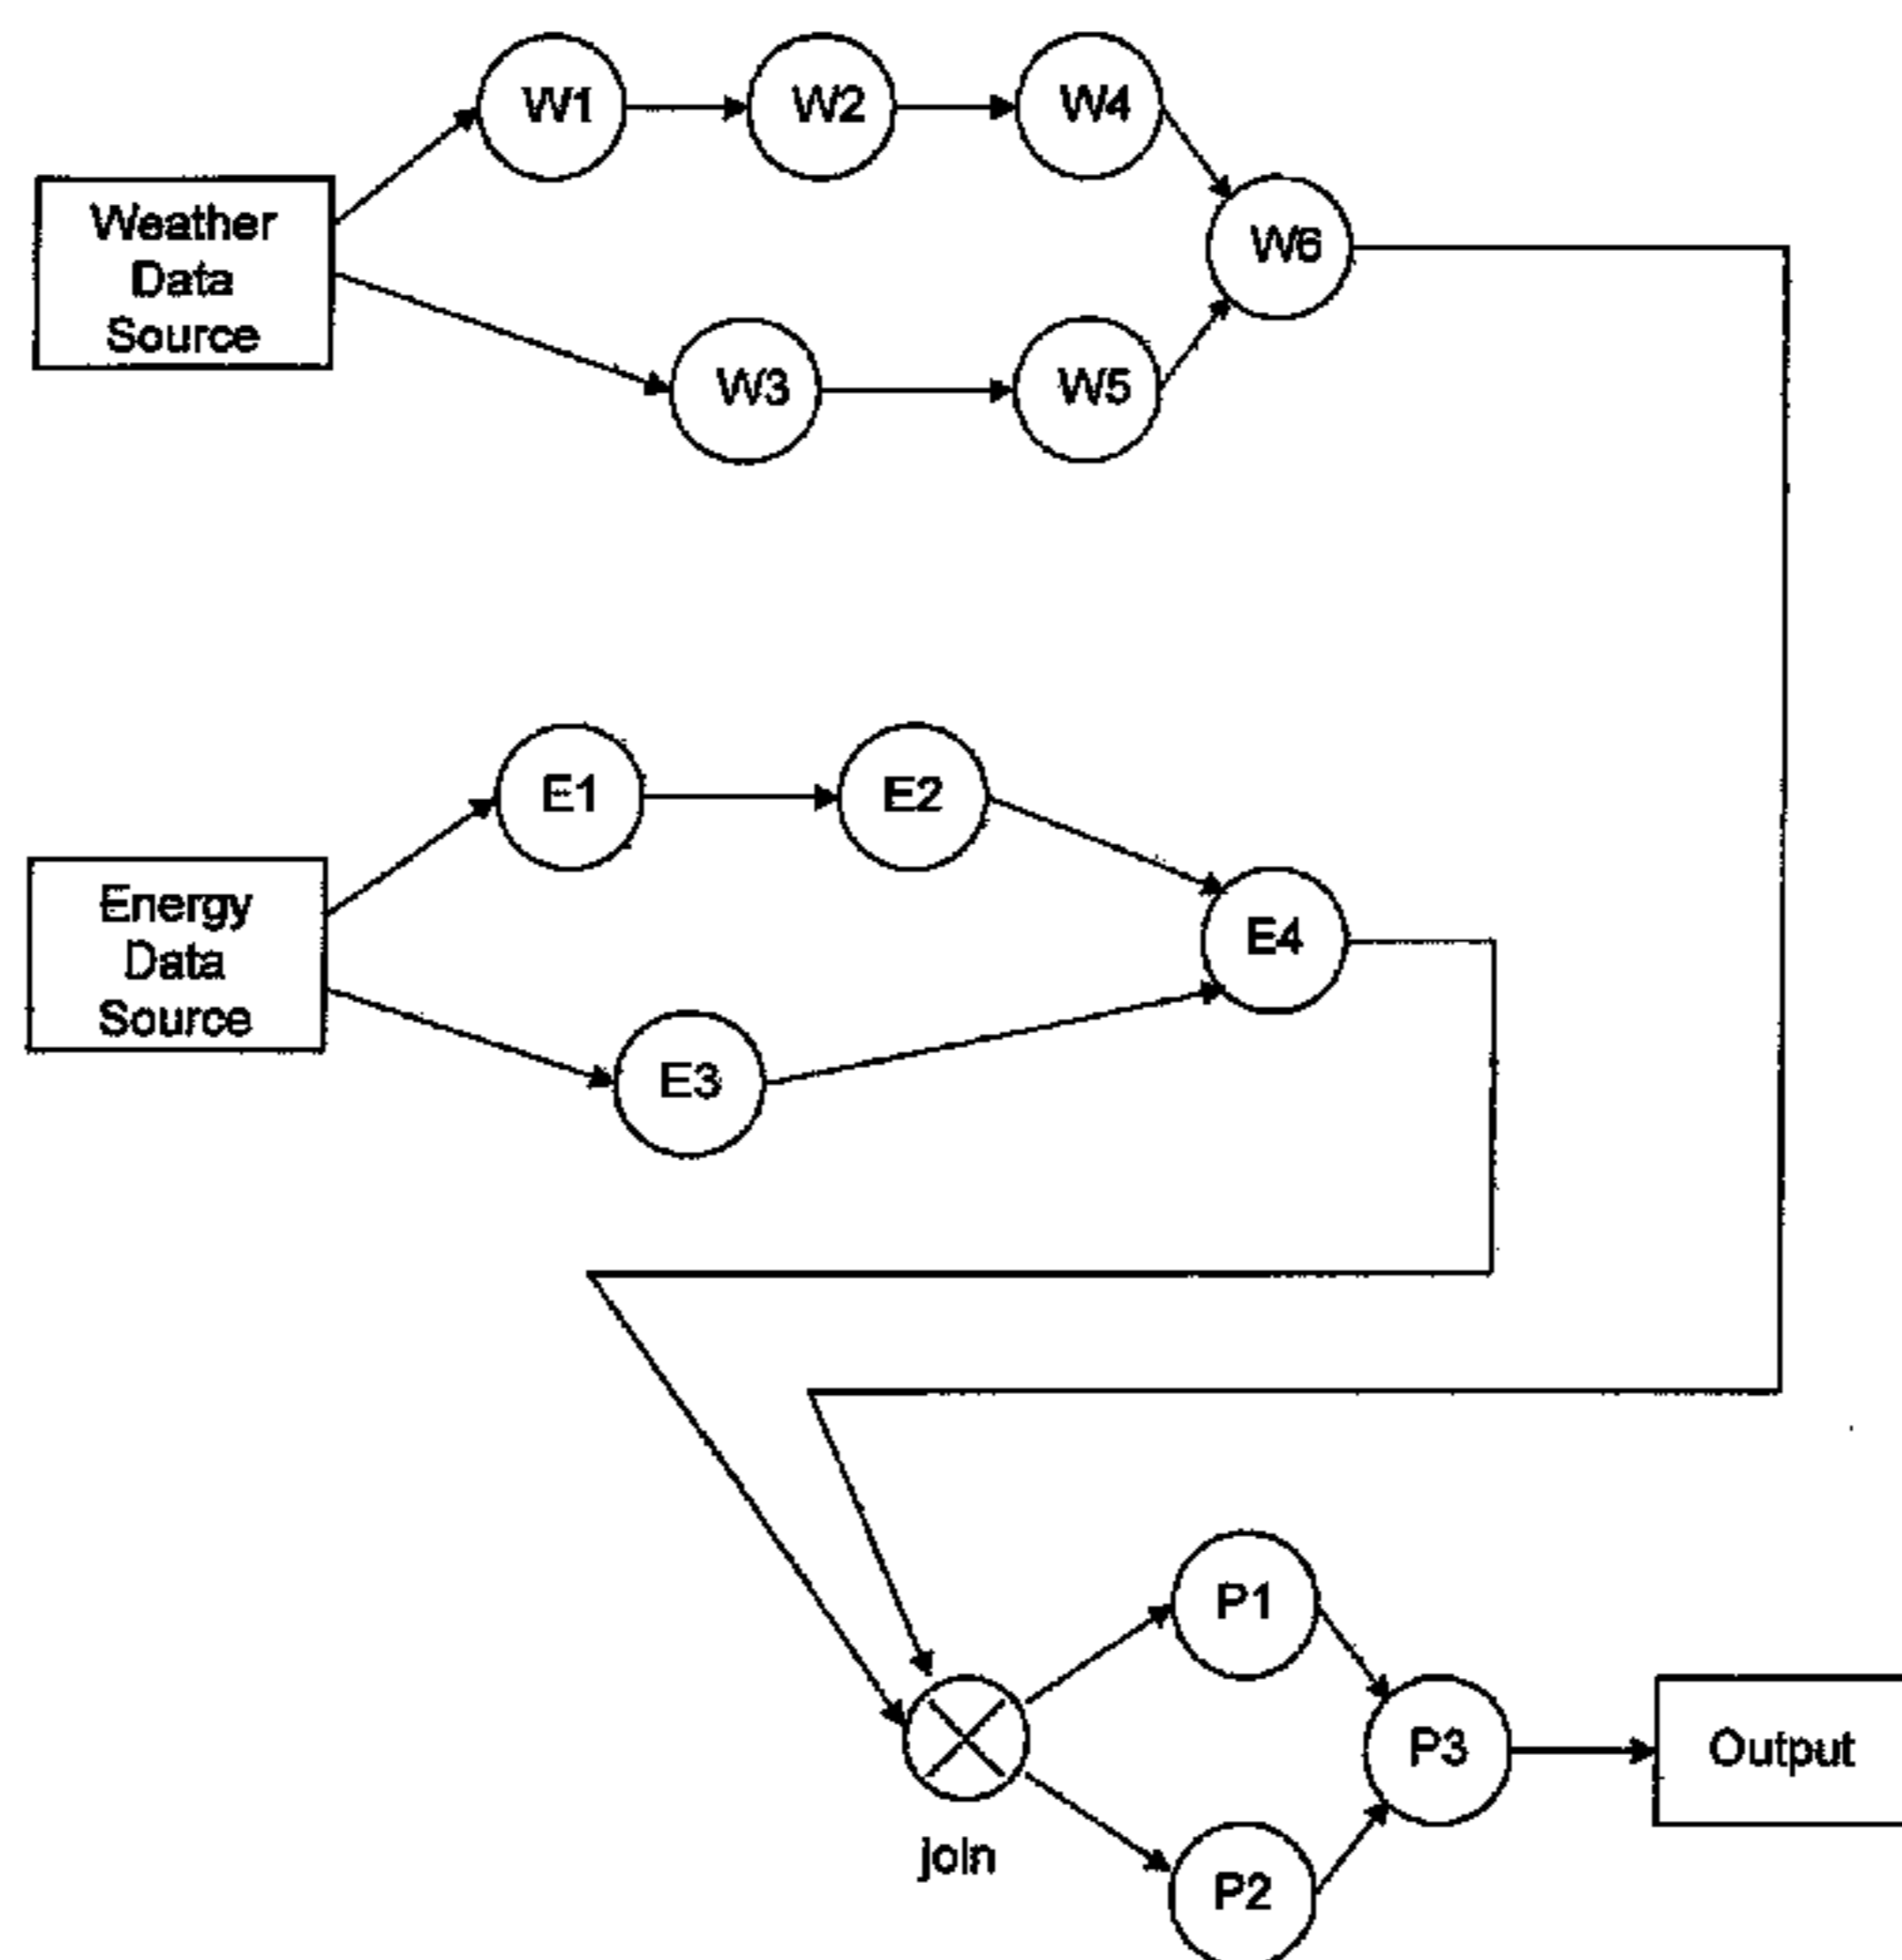 W1
W2
W4
Weather
Data
Source
W6
W3
W5
E1
E2
Energy
Data
Source
E4
E3
P1
P3
Output
join
P2